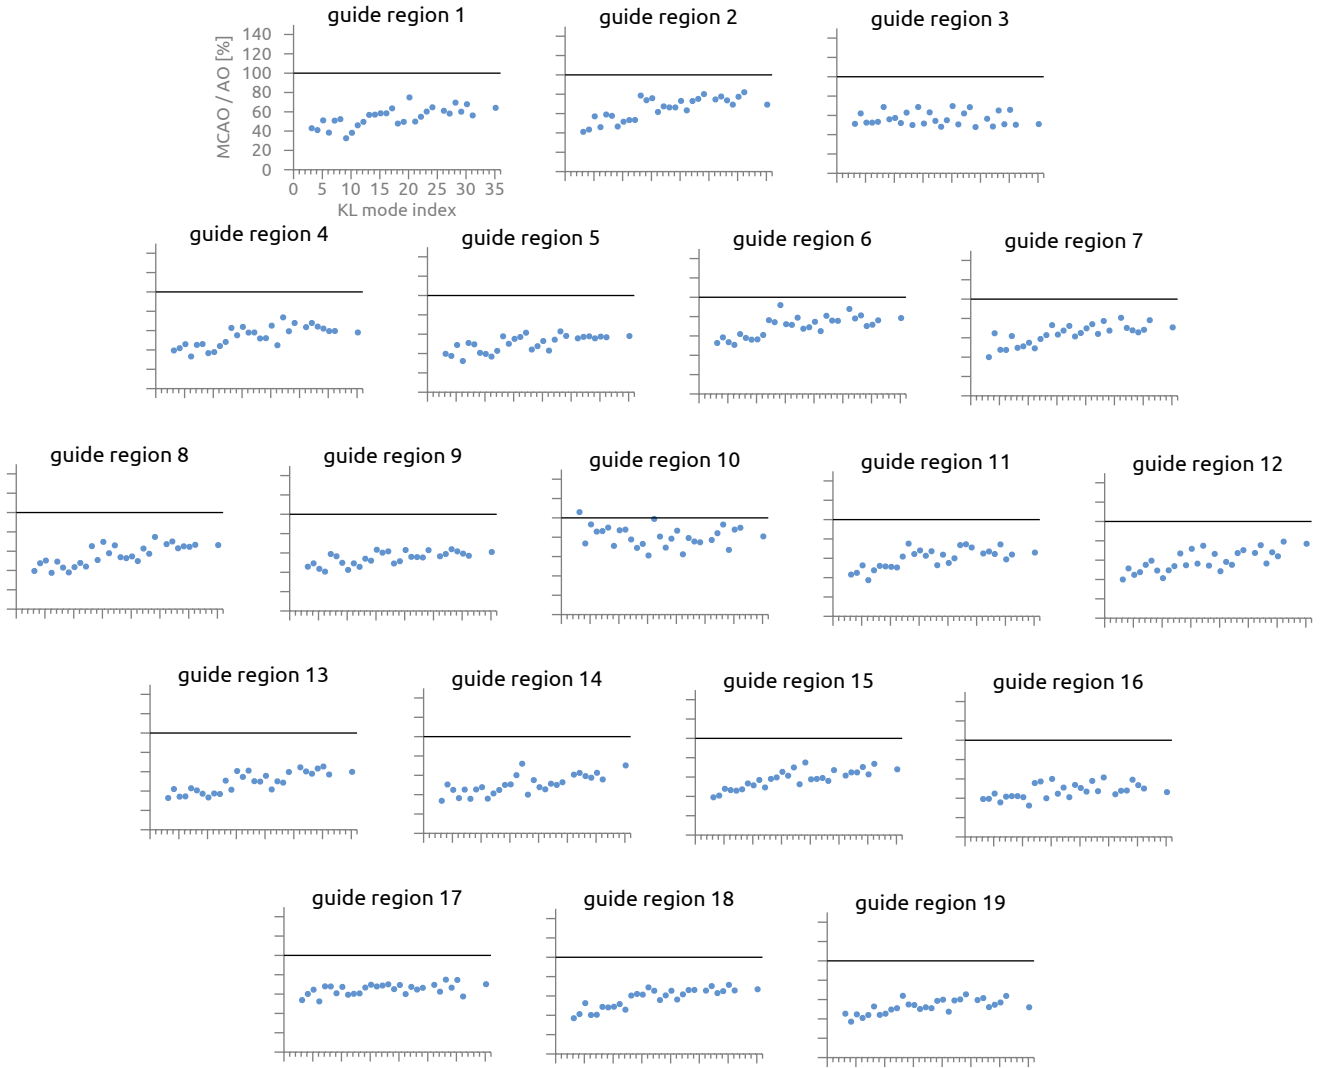 guide region 1
guide region 2
guide region 3
MCAO / AO [%]
140
120
100
80
60
40
20
0
0 5 10 15 20 25 30 35
KL mode index
guide region 4
guide region 5
guide region 6
guide region 7
guide region 8
guide region 9
guide region 10
guide region 11
guide region 12
guide region 13
guide region 14
guide region 15
guide region 16
guide region 17
guide region 18
guide region 19